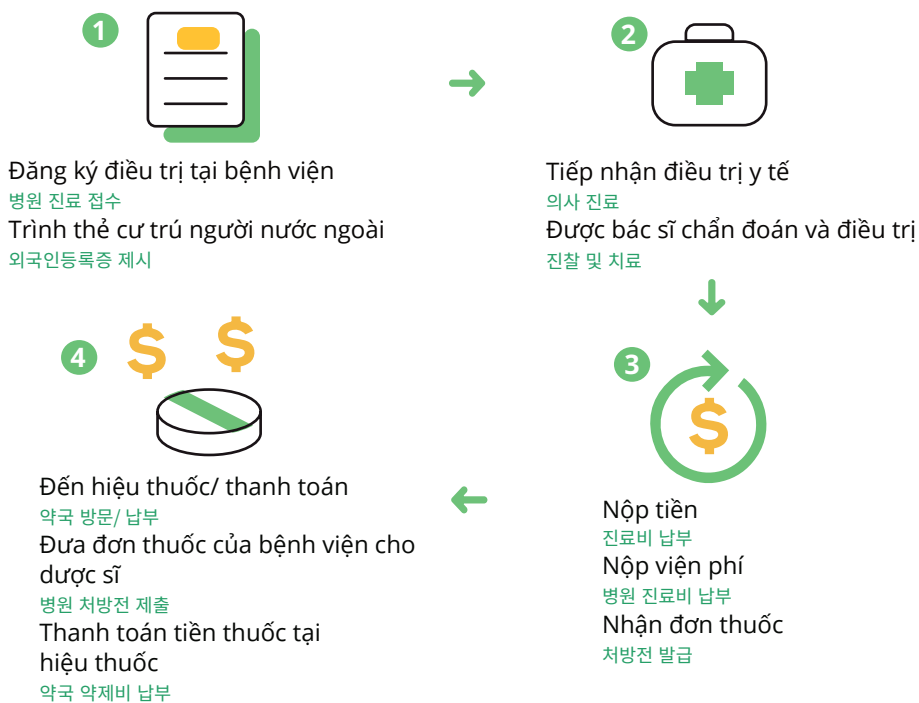 1
Đăng ký điều trị tại bệnh viện
병원 진료 접수
Trình thẻ cư trú người nước ngoài
외국인등록증 제시
2
Tiếp nhận điều trị y tế
의사 진료
Được bác sĩ chẩn đoán và điều trị
진찰 및 치료
3
$
Nộp tiền
진료비 납부
Nộp viện phí
병원 진료비 납부
Nhận đơn thuốc
처방전 발급
4
$ $
Đến hiệu thuốc/ thanh toán
약국 방문/ 납부
Đưa đơn thuốc của bệnh viện cho
dược sĩ
병원 처방전 제출
Thanh toán tiền thuốc tại
hiệu thuốc
약국 약제비 납부